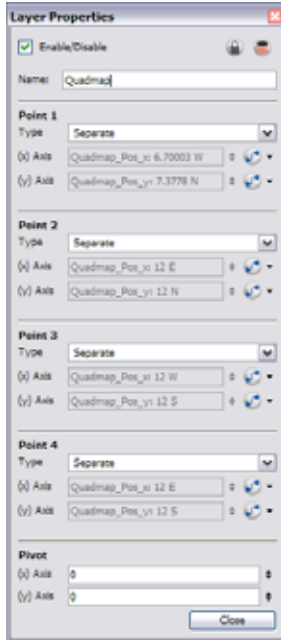 Layer Properties
Enable/Disable
Name: Quadmap
Point 1
Type Separate
(x) Axis Quadmap_Pos_x: 6.70003 W
(y) Axis Quadmap_Pos_y: 7.3778 N
Point 2
Type Separate
(x) Axis Quadmap_Pos_x: 12 E
(y) Axis Quadmap_Pos_y: 12 N
Point 3
Type Separate
(x) Axis Quadmap_Pos_x: 12 W
(y) Axis Quadmap_Pos_y: 12 S
Point 4
Type Separate
(x) Axis Quadmap_Pos_x: 12 E
(y) Axis Quadmap_Pos_y: 12 S
Pivot
(x) Axis 0
(y) Axis 0
Close